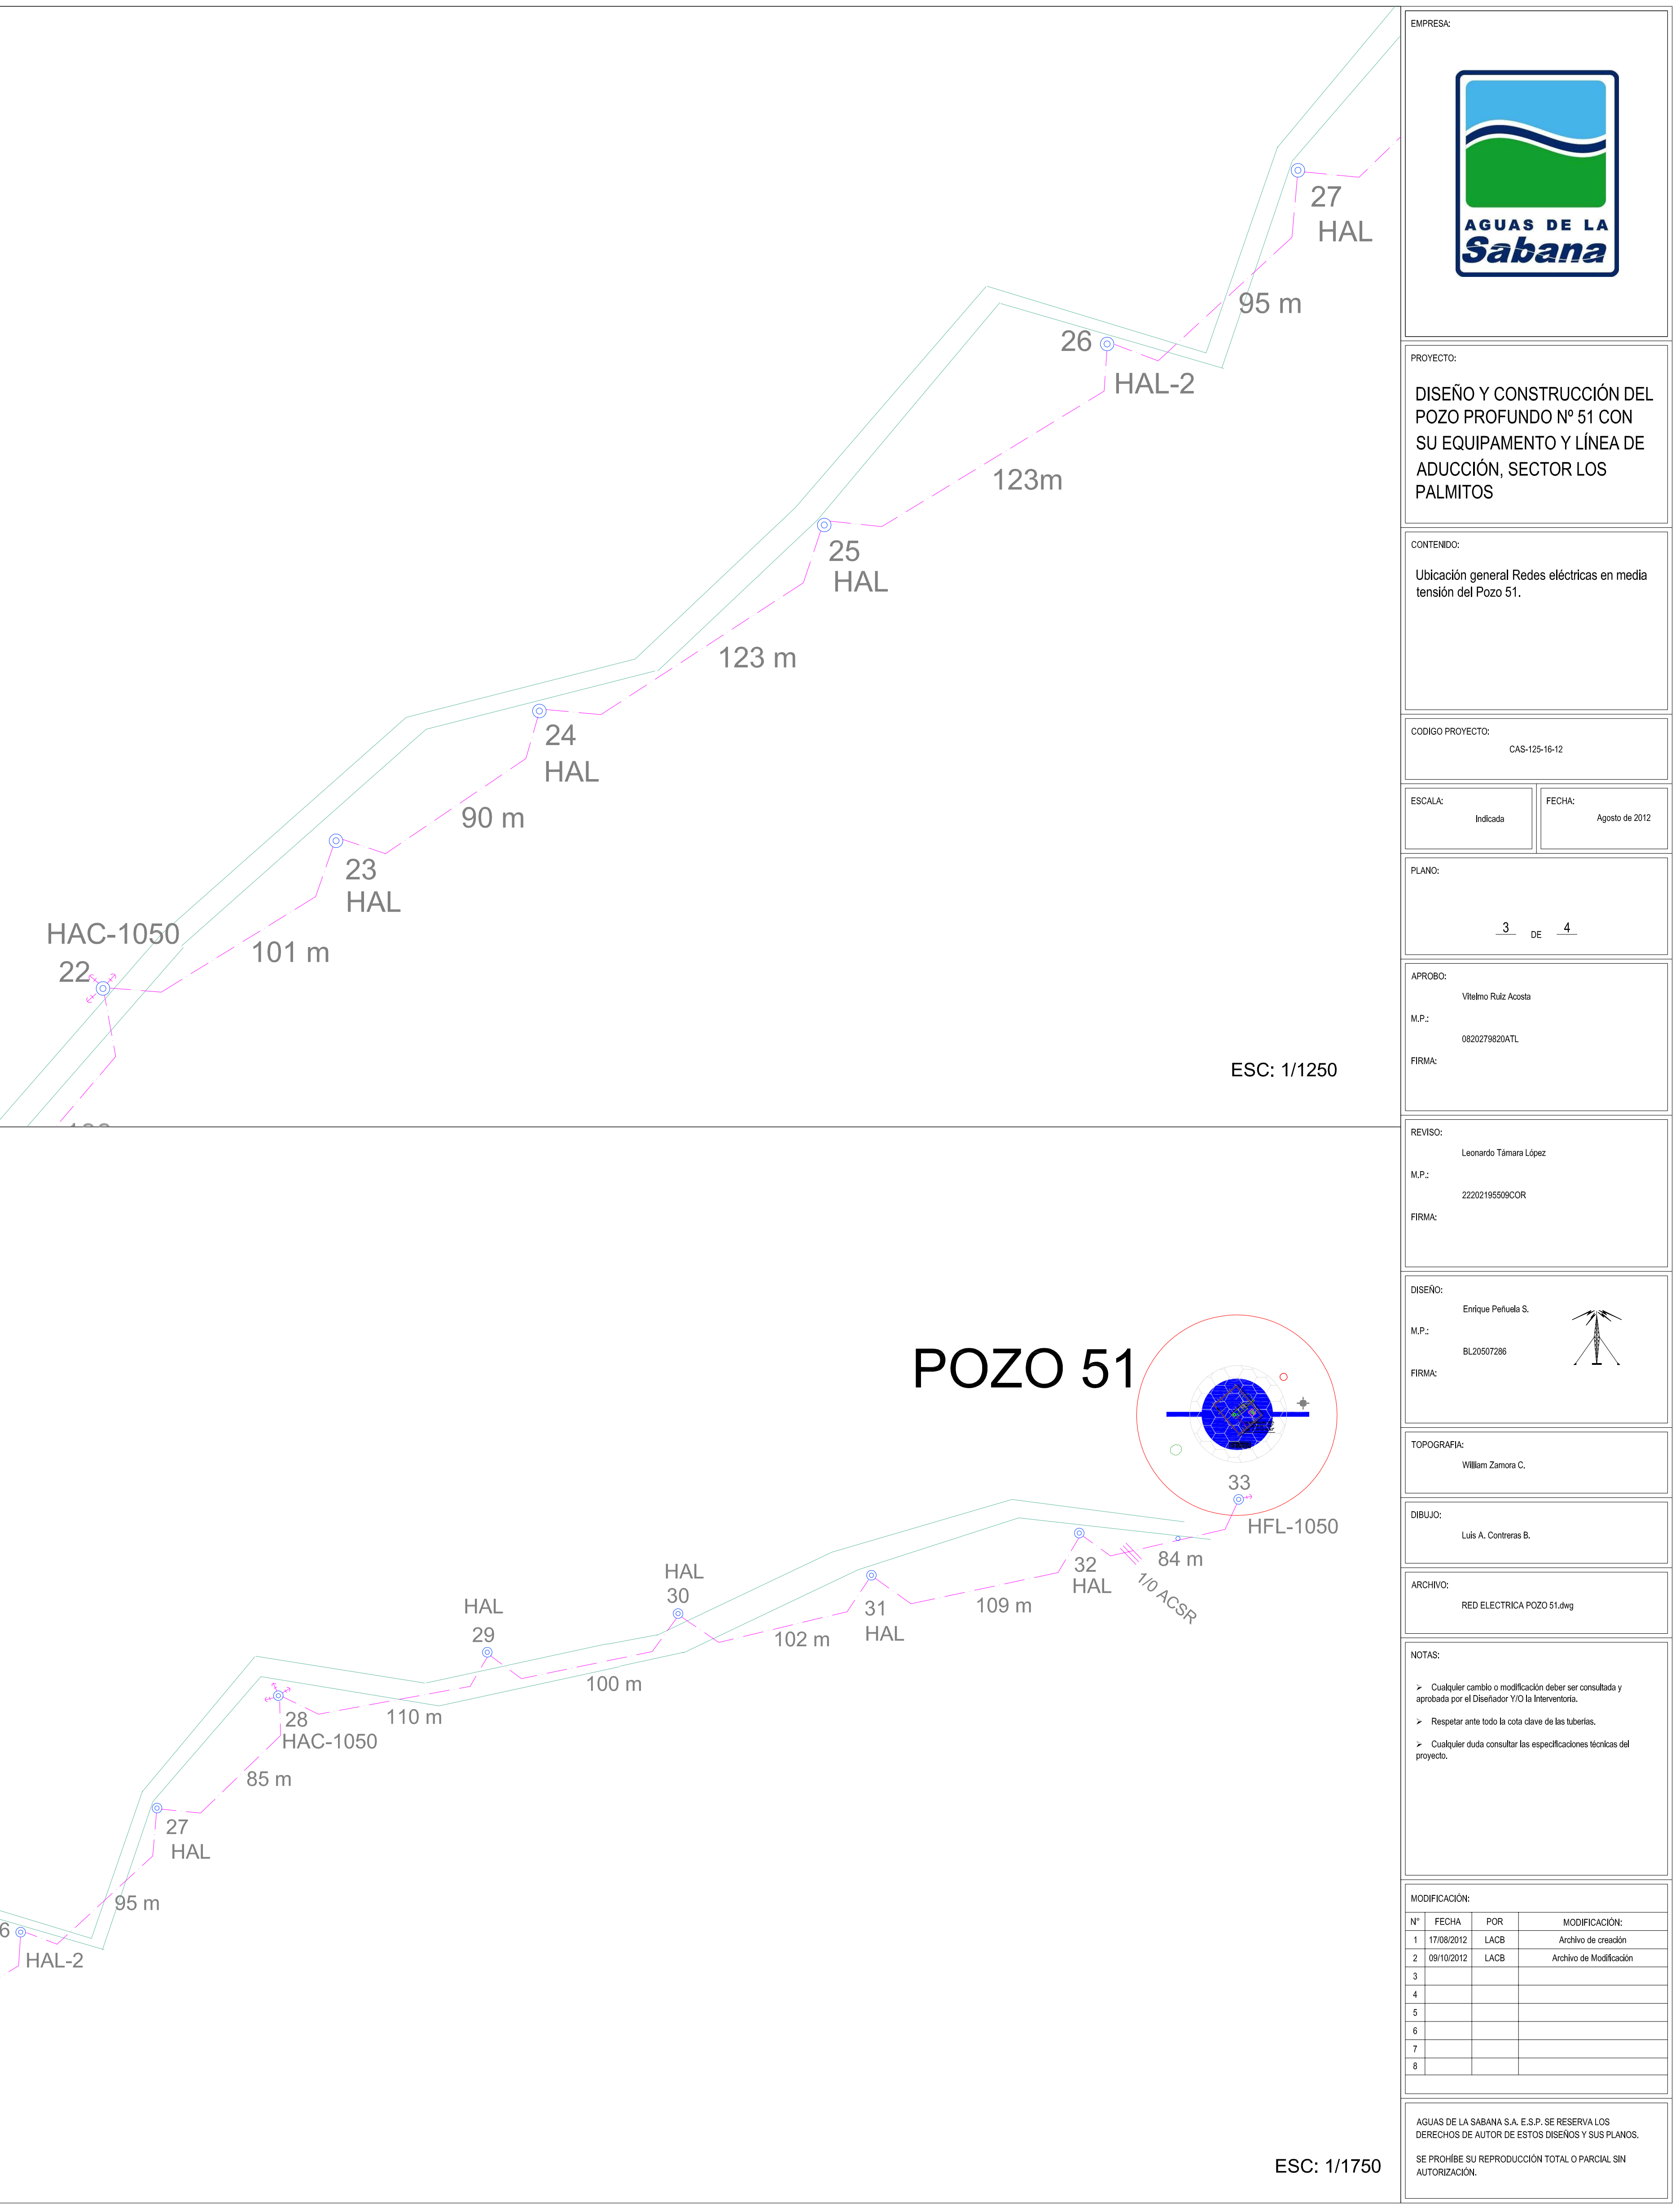 27
HAL
95 m
26
HAL-2
123m
25
HAL
123 m
24
HAL
90 m
23
HAL
101 m
HAC-1050
22
ESC: 1/1250
POZO 51
33
HFL-1050
84 m
1/0 ACSR
32
HAL
109 m
31
HAL
102 m
HAL
30
100 m
HAL
29
110 m
28
HAC-1050
85 m
27
HAL
95 m
6
HAL-2
ESC: 1/1750
EMPRESA:
AGUAS DE LA
Sabana
PROYECTO:
DISEÑO Y CONSTRUCCIÓN DEL
POZO PROFUNDO Nº 51 CON
SU EQUIPAMENTO Y LÍNEA DE
ADUCCIÓN, SECTOR LOS
PALMITOS
CONTENIDO:
Ubicación general Redes eléctricas en media
tensión del Pozo 51.
CODIGO PROYECTO:
CAS-125-16-12
ESCALA:
Indicada
FECHA:
Agosto de 2012
PLANO:
3 DE 4
APROBO:
Vitelmo Ruiz Acosta
M.P.:
0820279820ATL
FIRMA:
REVISO:
Leonardo Támara López
M.P.:
22202195509COR
FIRMA:
DISEÑO:
Enrique Peñuela S.
M.P.:
BL20507286
FIRMA:
TOPOGRAFIA:
William Zamora C.
DIBUJO:
Luis A. Contreras B.
ARCHIVO:
RED ELECTRICA POZO 51.dwg
NOTAS:
➢ Cualquier cambio o modificación deber ser consultada y
aprobada por el Diseñador Y/O la Interventoria.
➢ Respetar ante todo la cota clave de las tuberias.
➢ Cualquier duda consultar las especificaciones técnicas del
proyecto.
MODIFICACIÓN:
N° FECHA POR MODIFICACIÓN:
1 17/08/2012 LACB Archivo de creación
2 09/10/2012 LACB Archivo de Modificación
3
4
5
6
7
8
AGUAS DE LA SABANA S.A. E.S.P. SE RESERVA LOS
DERECHOS DE AUTOR DE ESTOS DISEÑOS Y SUS PLANOS.
SE PROHÍBE SU REPRODUCCIÓN TOTAL O PARCIAL SIN
AUTORIZACIÓN.